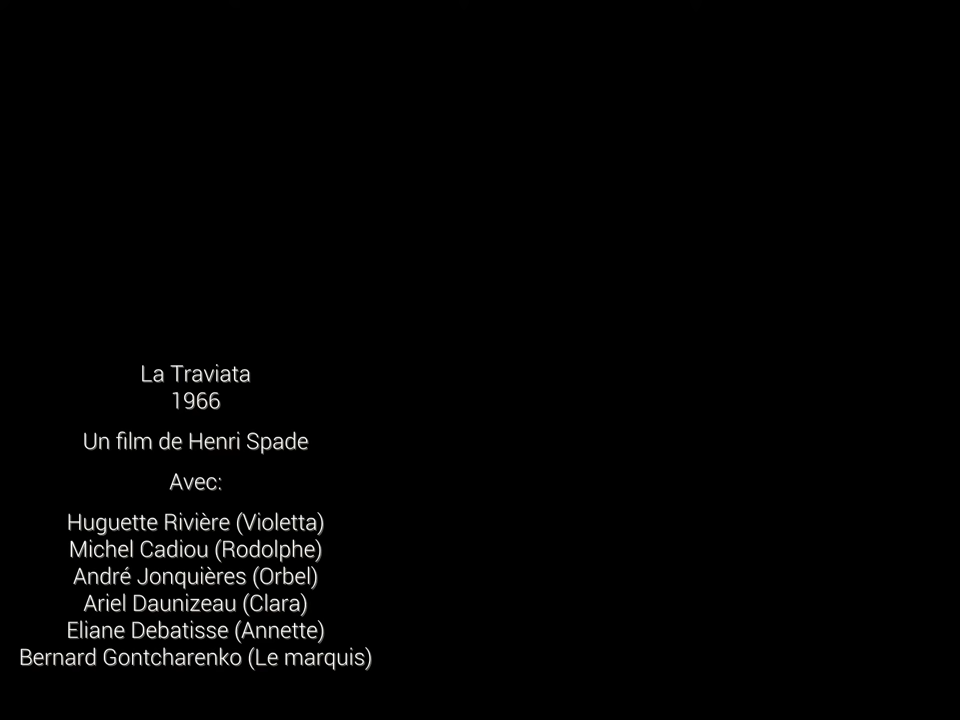 La Traviata
1966
Un film de Henri Spade
Avec:
Huguette Rivière (Violetta)
Michel Cadiou (Rodolphe)
André Jonquières (Orbel)
Ariel Daunizeau (Clara)
Eliane Debatisse (Annette)
Bernard Gontcharenko (Le marquis)